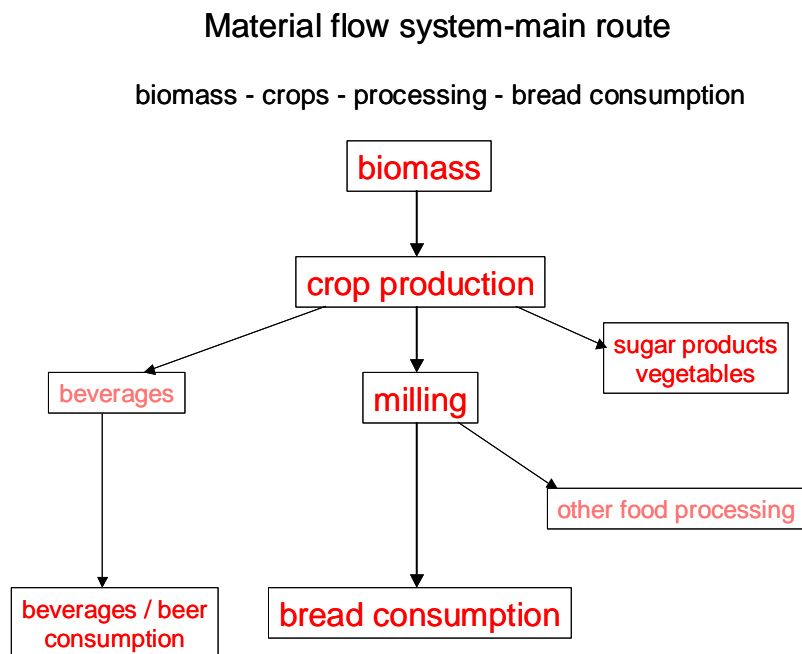 Material flow system-main route
biomass - crops - processing - bread consumption
biomass
crop production
sugar products
vegetables
beverages
milling
other food processing
beverages / beer
consumption
bread consumption